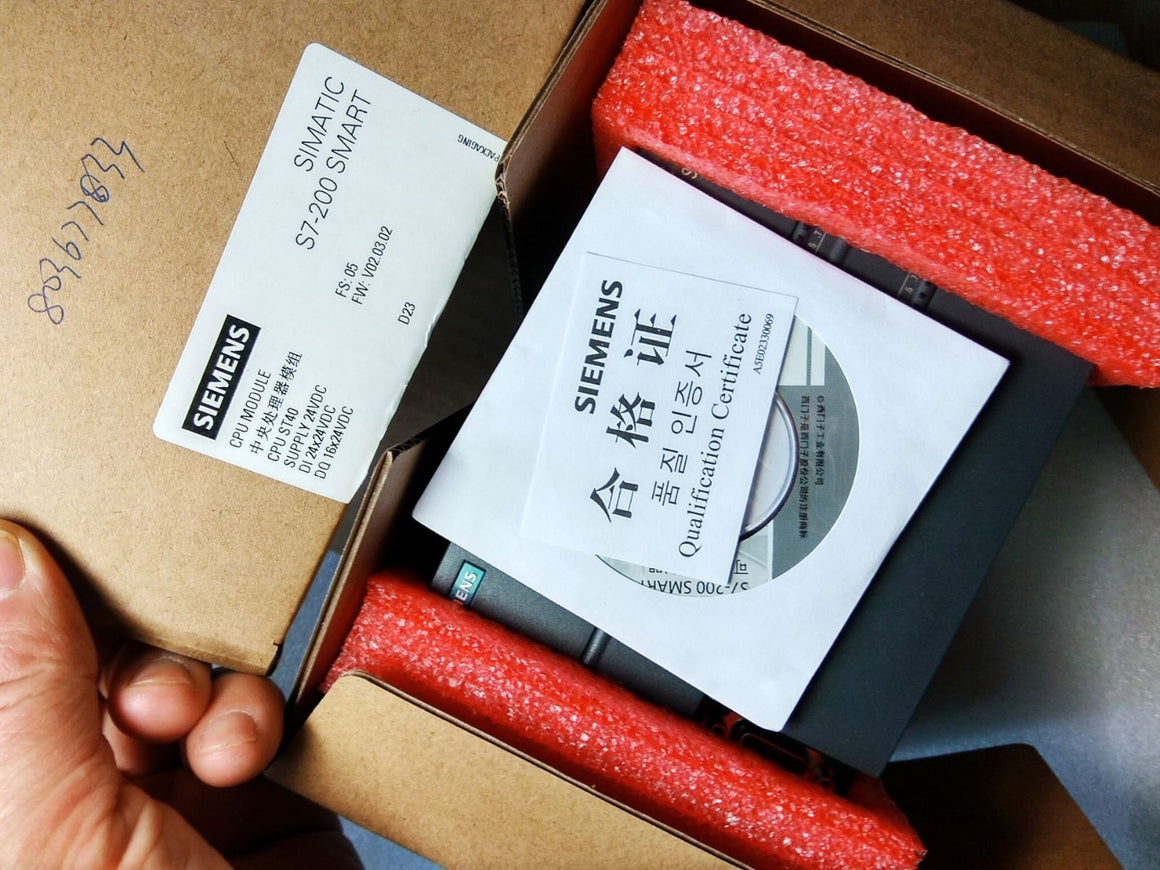 SIEMENS
SIMATIC
S7-200 SMART
CPU MODULE
中央处理器模组
CPU ST40
SUPPLY 24VDC
DI 24x24VDC
DQ 16x24VDC
FS: 05
FW: V02.03.02
D23
PACKAGING
SIEMENS
合格证
품질 인증서
Qualification Certificate
A5E02330069
S7-200 SMART
ENS